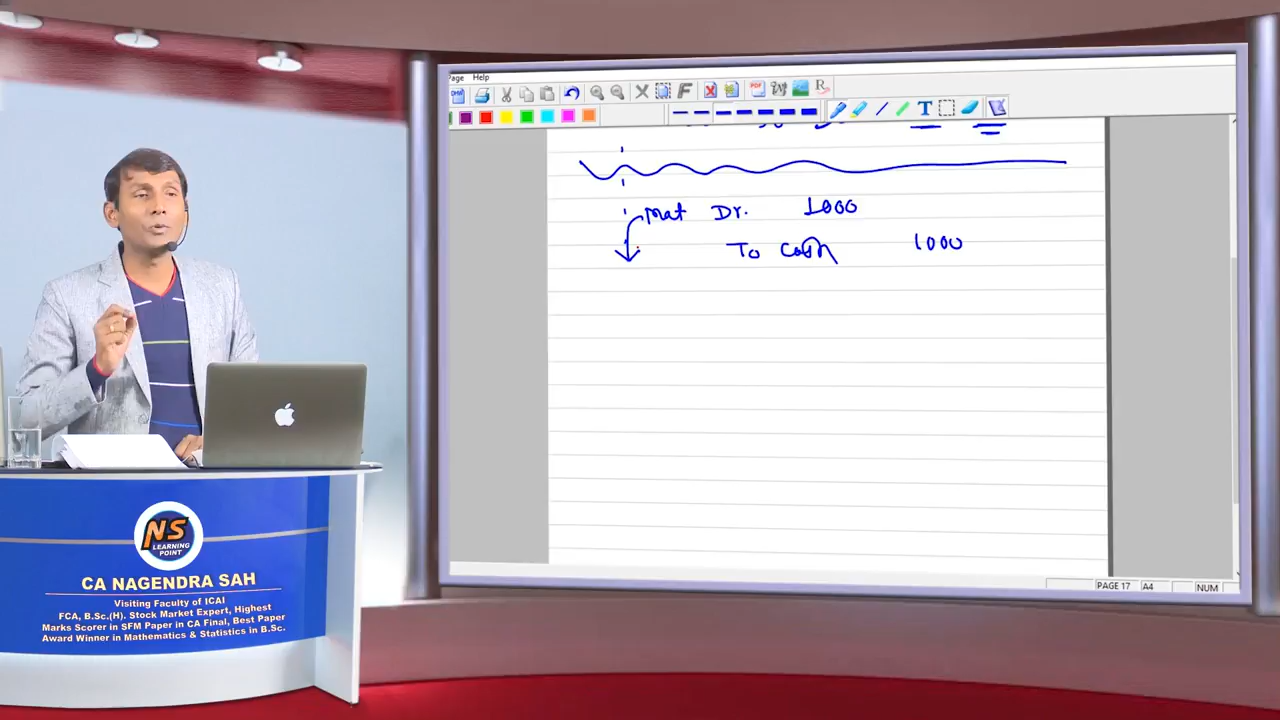 Page Help
Mat Dr. 1000
To Cash 1000
PAGE 17 A4 NUM
NS
LEARNING
POINT
CA NAGENDRA SAH
Visiting Faculty of ICAI
FCA, B.Sc.(H). Stock Market Expert, Highest
Marks Scorer in SFM Paper in CA Final, Best Paper
Award Winner in Mathematics & Statistics in B.Sc.